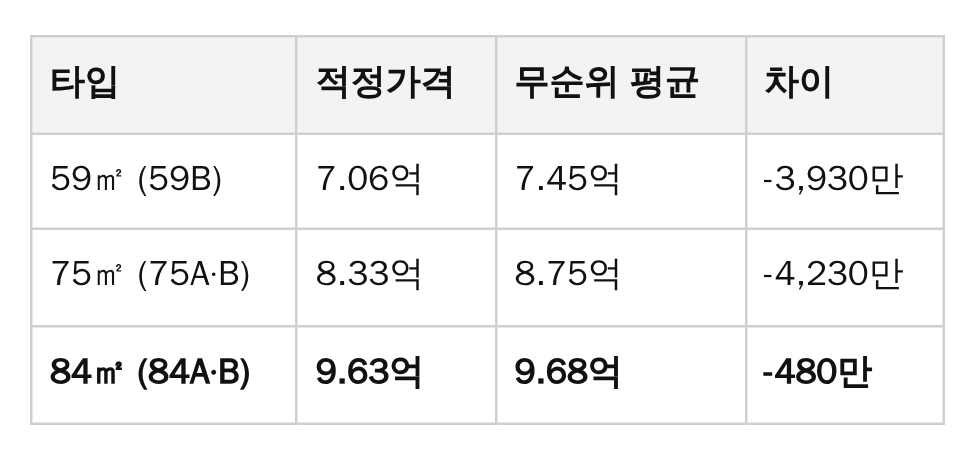 타입 적정가격 무순위 평균 차이
59㎡ (59B) 7.06억 7.45억 -3,930만
75㎡ (75A·B) 8.33억 8.75억 -4,230만
84㎡ (84A·B) 9.63억 9.68억 -480만